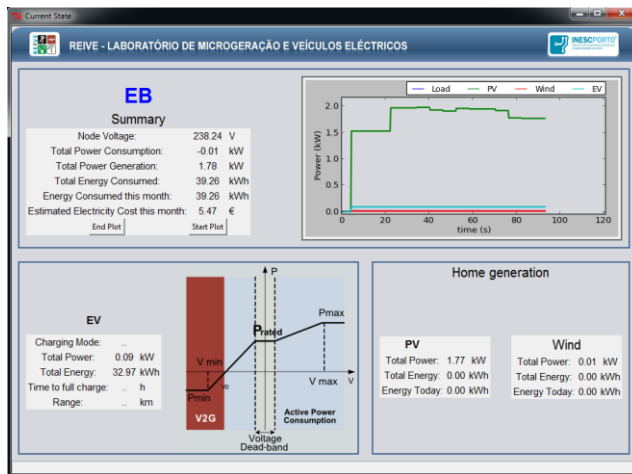 Current State
REIVE - LABORATÓRIO DE MICROGERAÇÃO E VEÍCULOS ELÉCTRICOS
INESCPORTO
EB
Summary
Node Voltage: 238.24 V
Total Power Consumption: -0.01 kW
Total Power Generation: 1.78 kW
Total Energy Consumed: 39.26 kWh
Energy Consumed this month: 39.26 kWh
Estimated Electricity Cost this month: 5.47 €
End Plot Start Plot
Load PV Wind EV
Power (kW)
2.0
1.5
1.0
0.5
0.0
0 20 40 60 80 100 120
time (s)
EV
Charging Mode: ..
Total Power: 0.09 kW
Total Energy: 32.97 kWh
Time to full charge: .. h
Range: .. km
P
Pmax
Prated
V min
V max
V
Pmin
V2G
Active Power
Consumption
Voltage
Dead-band
Home generation
PV
Total Power: 1.77 kW
Total Energy: 0.00 kWh
Energy Today: 0.00 kWh
Wind
Total Power: 0.01 kW
Total Energy: 0.00 kWh
Energy Today: 0.00 kWh